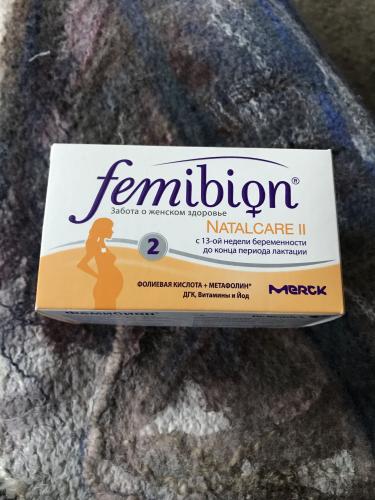 femibion®
Забота о женском здоровье
NATALCARE II
2
с 13-ой недели беременности
до конца периода лактации
ФОЛИЕВАЯ КИСЛОТА + МЕТАФОЛИН*
ДГК, Витамины и Йод
MERCK
Фемибион